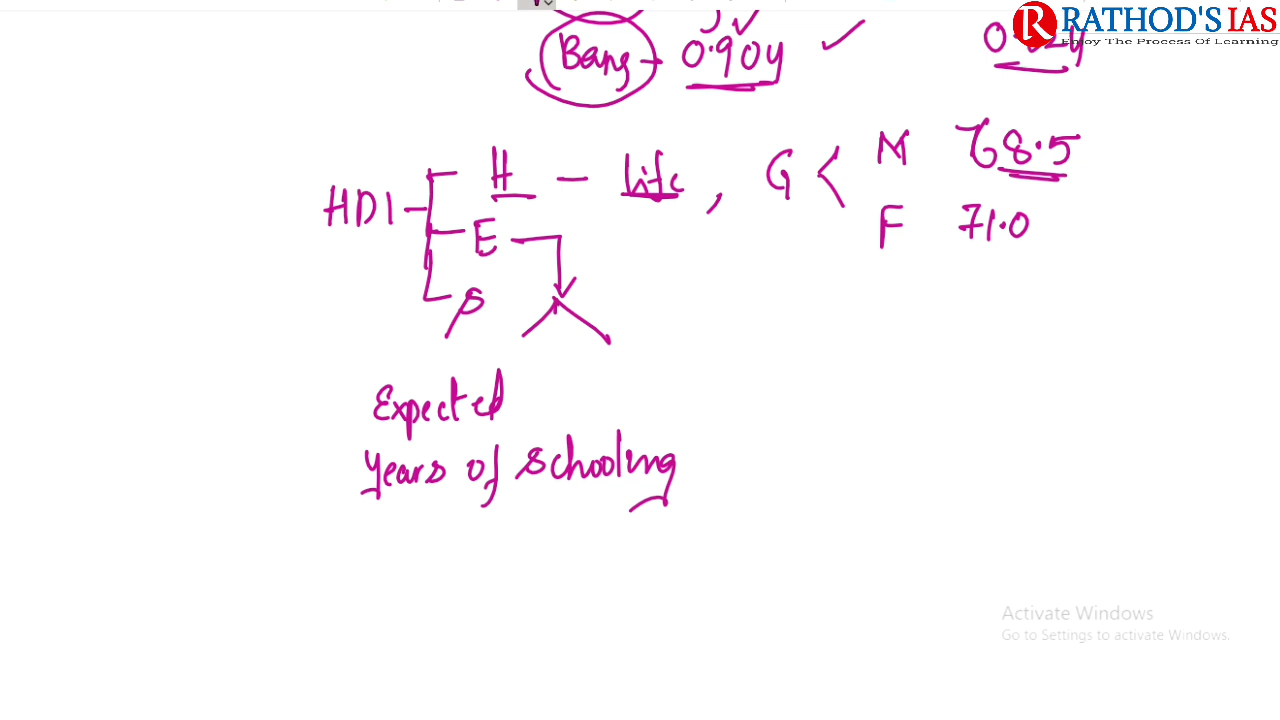 RATHOD'S IAS
Enjoy The Process Of Learning
Bang - 0.904
HDI H - life, G < M 68.5
E F 71.0
P
Expected
years of schooling
Activate Windows
Go to Settings to activate Windows.